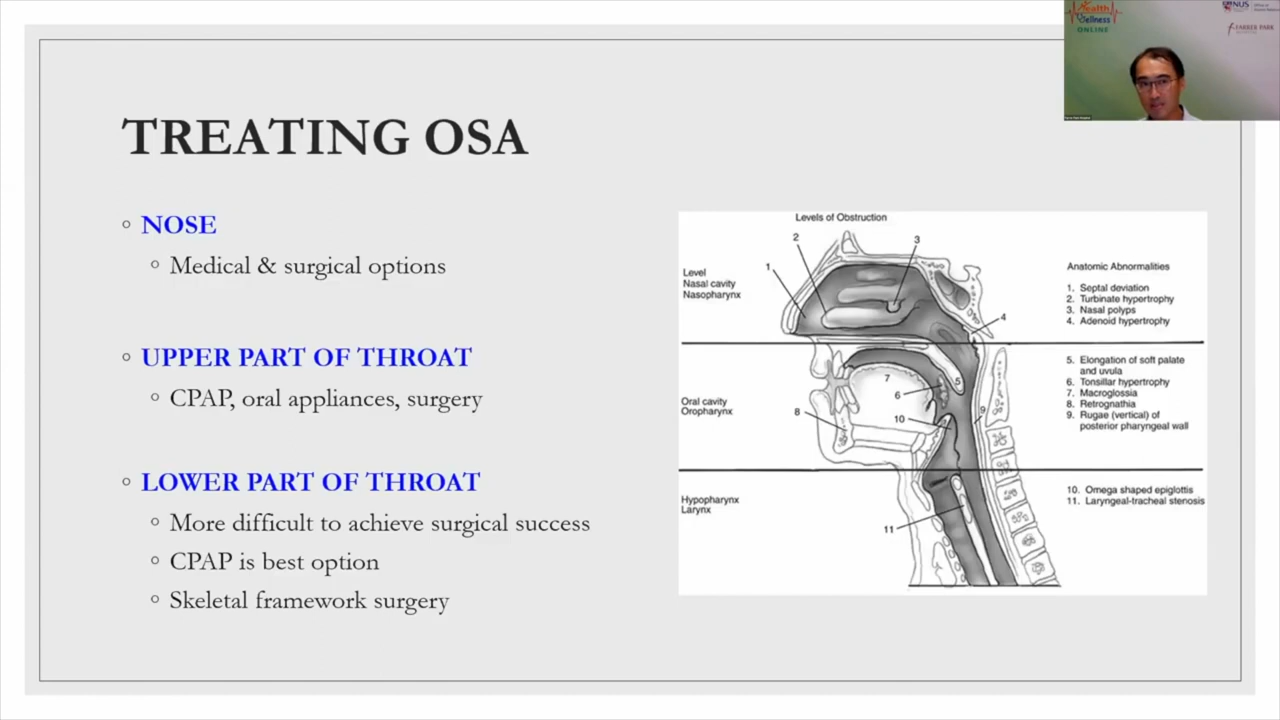 TREATING OSA
NOSE
Medical & surgical options
UPPER PART OF THROAT
CPAP, oral appliances, surgery
LOWER PART OF THROAT
More difficult to achieve surgical success
CPAP is best option
Skeletal framework surgery
Levels of Obstruction
2
3
1
4
Level
Nasal cavity
Nasopharynx
Anatomic Abnormalities
1. Septal deviation
2. Turbinate hypertrophy
3. Nasal polyps
4. Adenoid hypertrophy
7
5
6
8
9
10
Oral cavity
Oropharynx
5. Elongation of soft palate
and uvula
6. Tonsillar hypertrophy
7. Macroglossia
8. Retrognathia
9. Rugae (vertical) of
posterior pharyngeal wall
Hypopharynx
Larynx
11
10. Omega shaped epiglottis
11. Laryngeal-tracheal stenosis
Health
Wellness
ONLINE
NUS
FARRER PARK